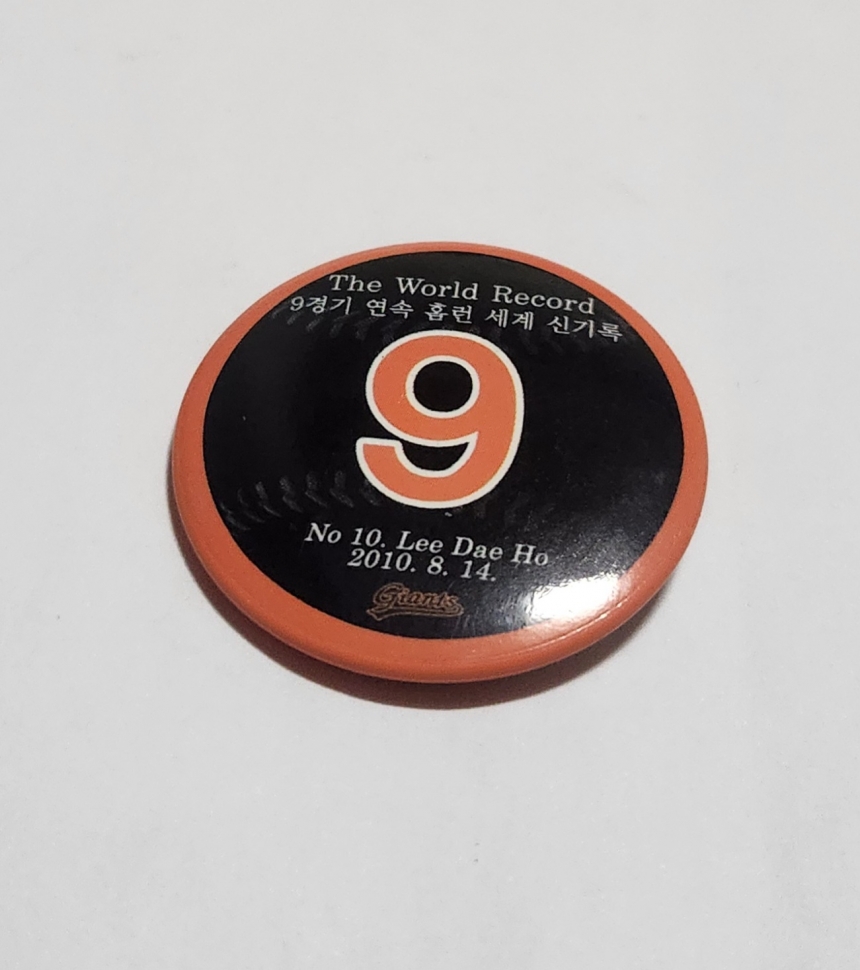 The World Record
9경기 연속 홈런 세계 신기록
9
No 10. Lee Dae Ho
2010. 8. 14.
Giants